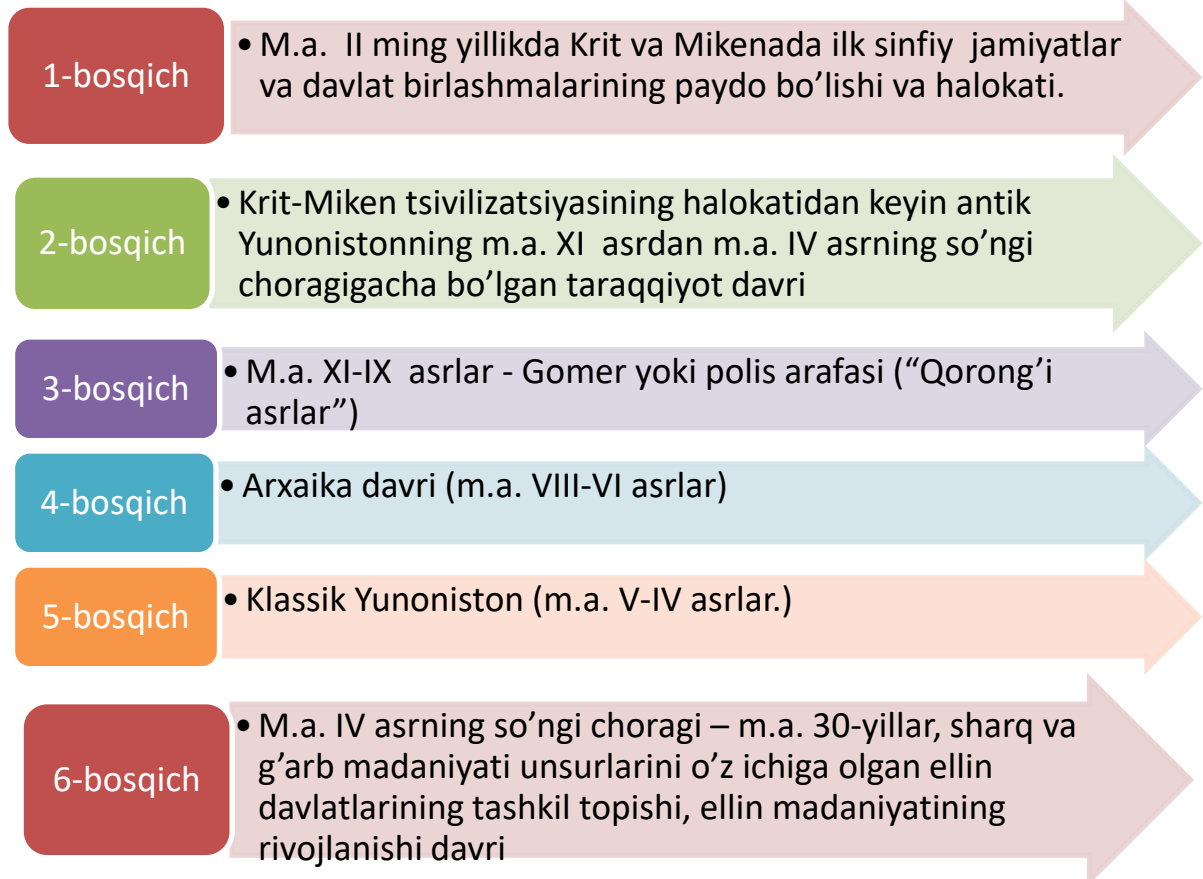 1-bosqich
• M.a. II ming yillikda Krit va Mikenada ilk sinfiy jamiyatlar
va davlat birlashmalarining paydo bo’lishi va halokati.
2-bosqich
• Krit-Miken tsivilizatsiyasining halokatidan keyin antik
Yunonistonning m.a. XI asrdan m.a. IV asrning so’ngi
choragigacha bo’lgan taraqqiyot davri
3-bosqich
• M.a. XI-IX asrlar - Gomer yoki polis arafasi (“Qorong’i
asrlar”)
4-bosqich
• Arxaika davri (m.a. VIII-VI asrlar)
5-bosqich
• Klassik Yunoniston (m.a. V-IV asrlar.)
6-bosqich
• M.a. IV asrning so’ngi choragi – m.a. 30-yillar, sharq va
g’arb madaniyati unsurlarini o’z ichiga olgan ellin
davlatlarining tashkil topishi, ellin madaniyatining
rivojlanishi davri